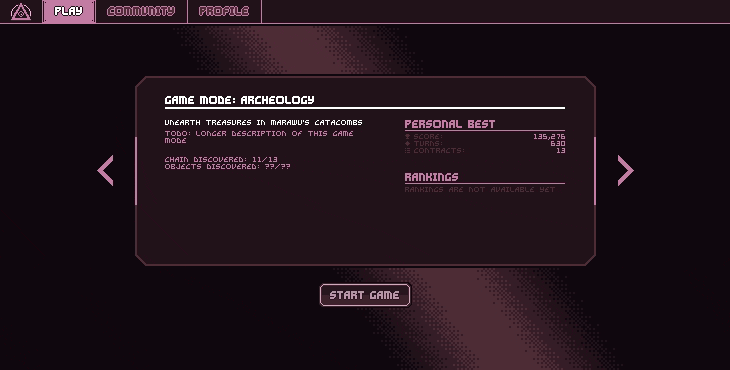 PLAY COMMUNITY PROFILE
GAME MODE: ARCHEOLOGY
UNEARTH TREASURES IN MARAWU'S CATACOMBS
TODO: LONGER DESCRIPTION OF THIS GAME
MODE
CHAIN DISCOVERED: 11/13
OBJECTS DISCOVERED: ??/??
PERSONAL BEST
SCORE: 135,276
TURNS: 630
CONTRACTS: 13
RANKINGS
RANKINGS ARE NOT AVAILABLE YET
START GAME